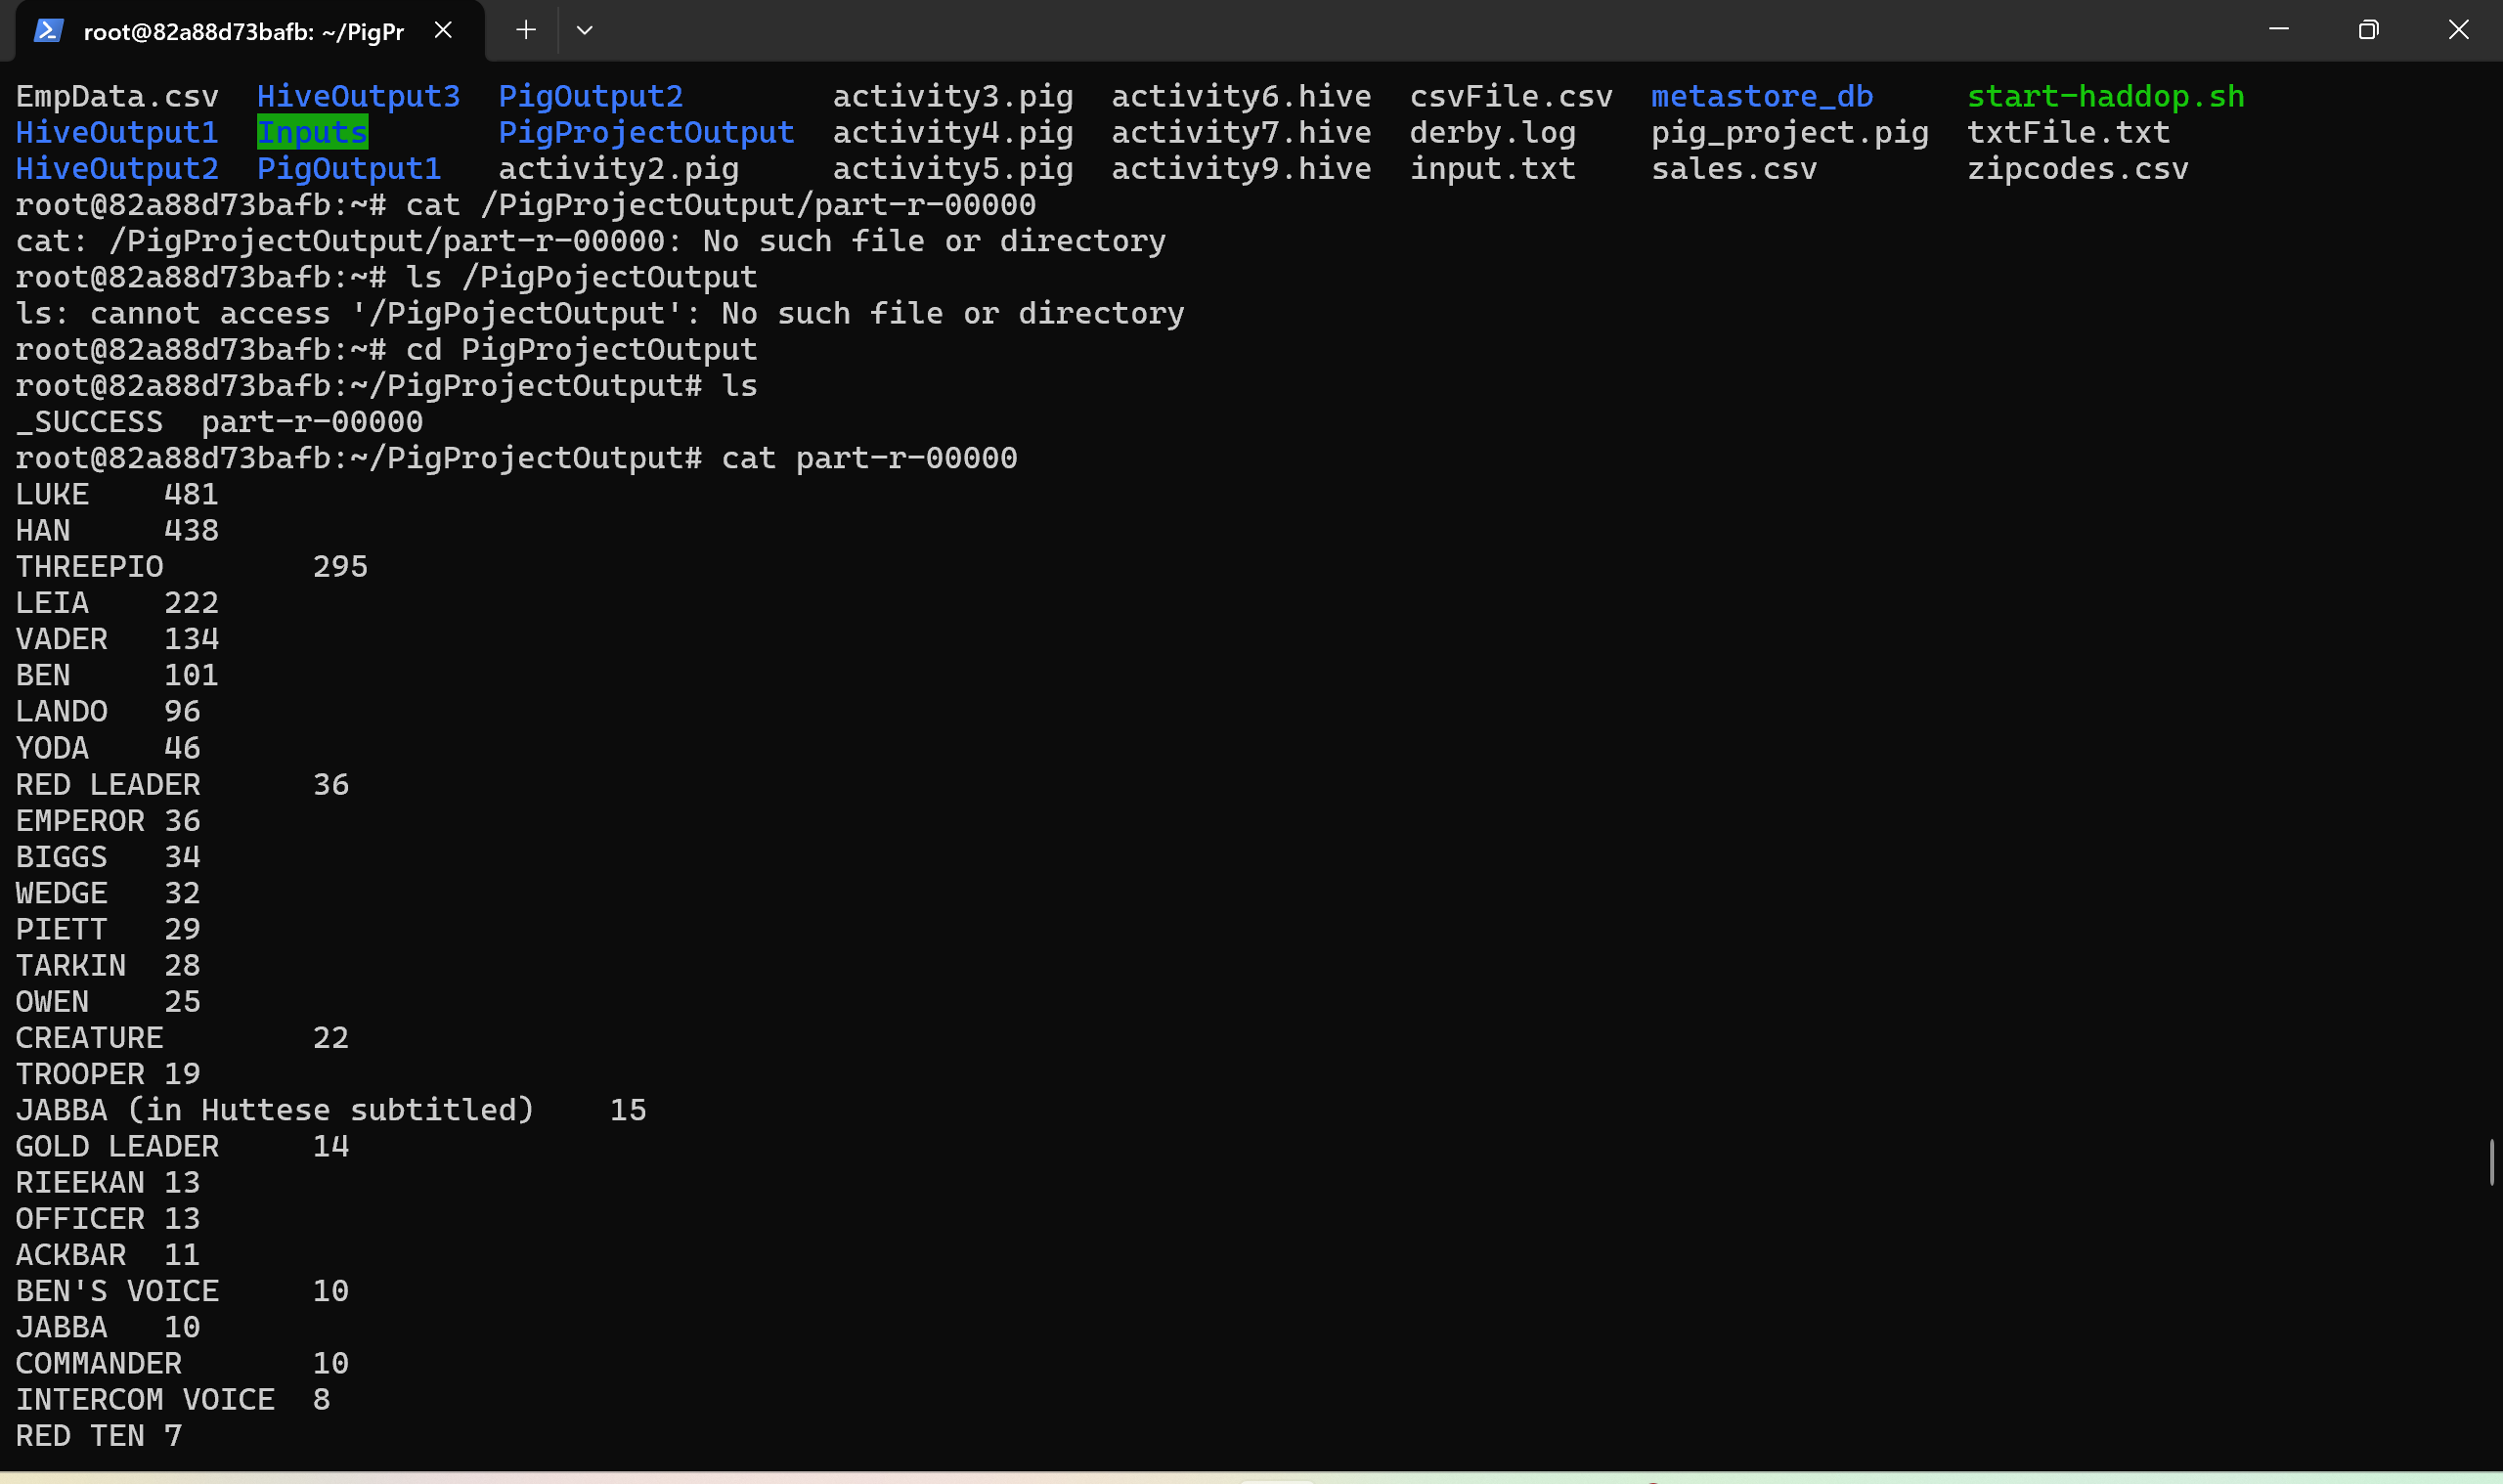 root@82a88d73bafb: ~/PigPr
EmpData.csv  HiveOutput3  PigOutput2        activity3.pig  activity6.hive  csvFile.csv  metastore_db     start-haddop.sh
HiveOutput1  Inputs       PigProjectOutput  activity4.pig  activity7.hive  derby.log    pig_project.pig  txtFile.txt
HiveOutput2  PigOutput1   activity2.pig     activity5.pig  activity9.hive  input.txt    sales.csv        zipcodes.csv
root@82a88d73bafb:~# cat /PigProjectOutput/part-r-00000
cat: /PigProjectOutput/part-r-00000: No such file or directory
root@82a88d73bafb:~# ls /PigPojectOutput
ls: cannot access '/PigPojectOutput': No such file or directory
root@82a88d73bafb:~# cd PigProjectOutput
root@82a88d73bafb:~/PigProjectOutput# ls
_SUCCESS  part-r-00000
root@82a88d73bafb:~/PigProjectOutput# cat part-r-00000
LUKE    481
HAN     438
THREEPIO        295
LEIA    222
VADER   134
BEN     101
LANDO   96
YODA    46
RED LEADER      36
EMPEROR 36
BIGGS   34
WEDGE   32
PIETT   29
TARKIN  28
OWEN    25
CREATURE        22
TROOPER 19
JABBA (in Huttese subtitled)    15
GOLD LEADER     14
RIEEKAN 13
OFFICER 13
ACKBAR  11
BEN'S VOICE     10
JABBA   10
COMMANDER       10
INTERCOM VOICE  8
RED TEN 7